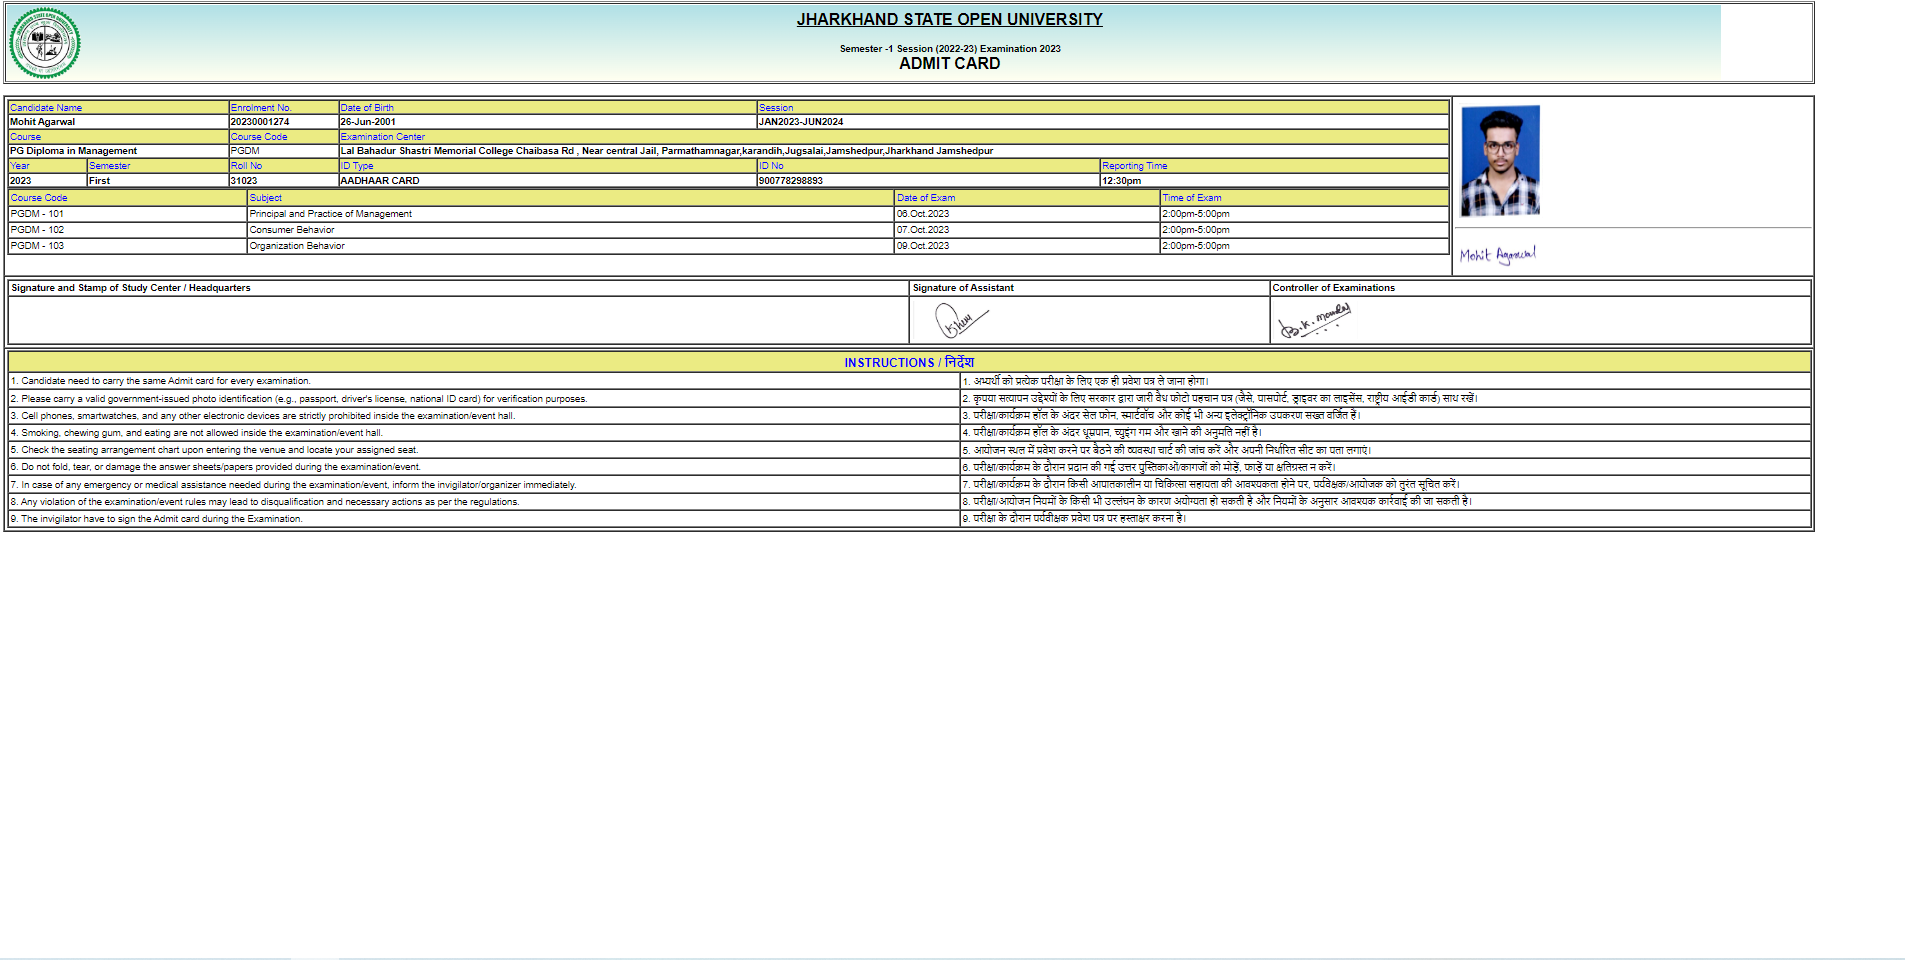 JHARKHAND STATE OPEN UNIVERSITY
Semester -1 Session (2022-23) Examination 2023
ADMIT CARD
Candidate Name Enrolment No. Date of Birth Session
Mohit Agarwal 20230001274 26-Jun-2001 JAN2023-JUN2024
Course Course Code Examination Center
PG Diploma in Management PGDM Lal Bahadur Shastri Memorial College Chaibasa Rd , Near central Jail, Parmathamnagar,karandih,Jugsalai,Jamshedpur,Jharkhand Jamshedpur
Year Semester Roll No ID Type ID No Reporting Time
2023 First 31023 AADHAAR CARD 900778298893 12:30pm
Course Code Subject Date of Exam Time of Exam
PGDM - 101 Principal and Practice of Management 06.Oct.2023 2:00pm-5:00pm
PGDM - 102 Consumer Behavior 07.Oct.2023 2:00pm-5:00pm
PGDM - 103 Organization Behavior 09.Oct.2023 2:00pm-5:00pm
Mohit Agarwal
Signature and Stamp of Study Center / Headquarters Signature of Assistant Controller of Examinations
INSTRUCTIONS / निर्देश
1. Candidate need to carry the same Admit card for every examination. 1. अभ्यर्थी को प्रत्येक परीक्षा के लिए एक ही प्रवेश पत्र ले जाना होगा।
2. Please carry a valid government-issued photo identification (e.g., passport, driver's license, national ID card) for verification purposes. 2. कृपया सत्यापन उद्देश्यों के लिए सरकार द्वारा जारी वैध फोटो पहचान पत्र (जैसे, पासपोर्ट, ड्राइवर का लाइसेंस, राष्ट्रीय आईडी कार्ड) साथ रखें।
3. Cell phones, smartwatches, and any other electronic devices are strictly prohibited inside the examination/event hall. 3. परीक्षा/कार्यक्रम हॉल के अंदर सेल फोन, स्मार्टवॉच और कोई भी अन्य इलेक्ट्रॉनिक उपकरण सख्त वर्जित हैं।
4. Smoking, chewing gum, and eating are not allowed inside the examination/event hall. 4. परीक्षा/कार्यक्रम हॉल के अंदर धूम्रपान, च्युइंग गम और खाने की अनुमति नहीं है।
5. Check the seating arrangement chart upon entering the venue and locate your assigned seat. 5. आयोजन स्थल में प्रवेश करने पर बैठने की व्यवस्था चार्ट की जांच करें और अपनी निर्धारित सीट का पता लगाएं।
6. Do not fold, tear, or damage the answer sheets/papers provided during the examination/event. 6. परीक्षा/कार्यक्रम के दौरान प्रदान की गई उत्तर पुस्तिकाओं/कागजों को मोड़ें, फाड़ें या क्षतिग्रस्त न करें।
7. In case of any emergency or medical assistance needed during the examination/event, inform the invigilator/organizer immediately. 7. परीक्षा/कार्यक्रम के दौरान किसी आपातकालीन या चिकित्सा सहायता की आवश्यकता होने पर, पर्यवेक्षक/आयोजक को तुरंत सूचित करें।
8. Any violation of the examination/event rules may lead to disqualification and necessary actions as per the regulations. 8. परीक्षा/आयोजन नियमों के किसी भी उल्लंघन के कारण अयोग्यता हो सकती है और नियमों के अनुसार आवश्यक कार्रवाई की जा सकती है।
9. The invigilator have to sign the Admit card during the Examination. 9. परीक्षा के दौरान पर्यवीक्षक प्रवेश पत्र पर हस्ताक्षर करना है।